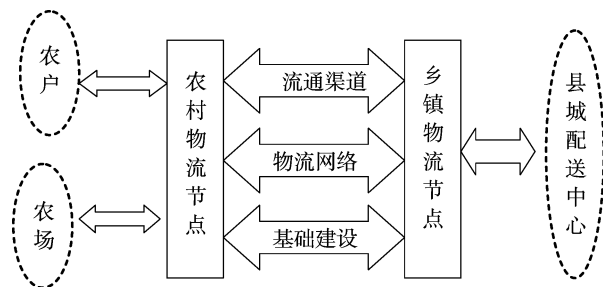 农户
农场
农村物流节点
流通渠道
物流网络
基础建设
乡镇物流节点
县城配送中心